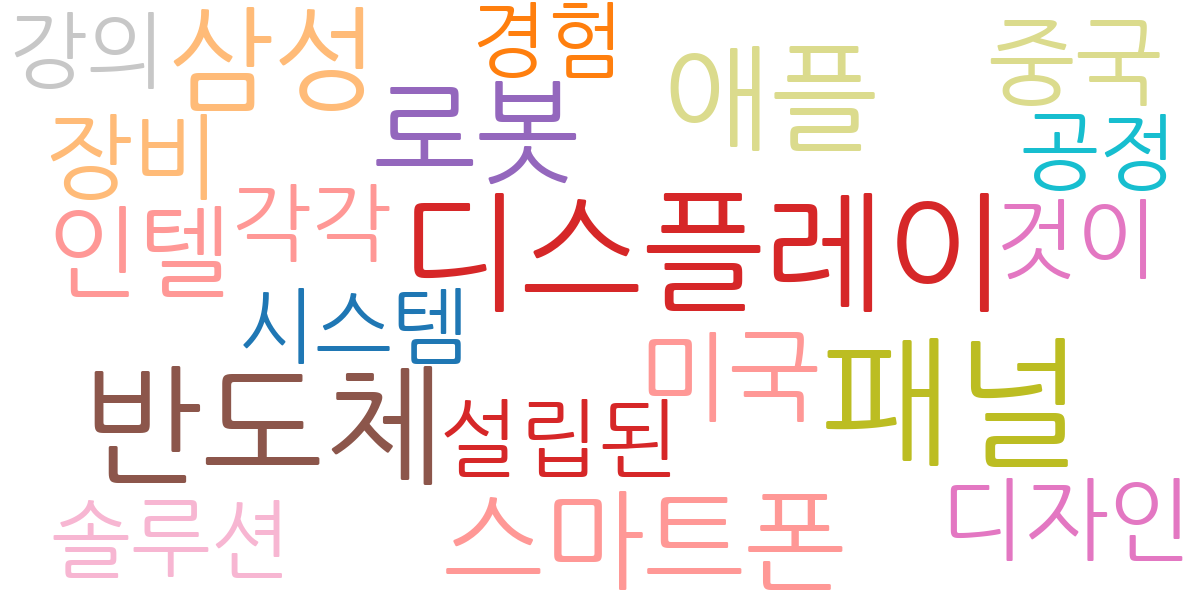 강의
삼성
경험
애플
중국
장비
로봇
공정
인텔
각각
디스플레이
것이
시스템
미국
패널
반도체
설립된
솔루션
스마트폰
디자인